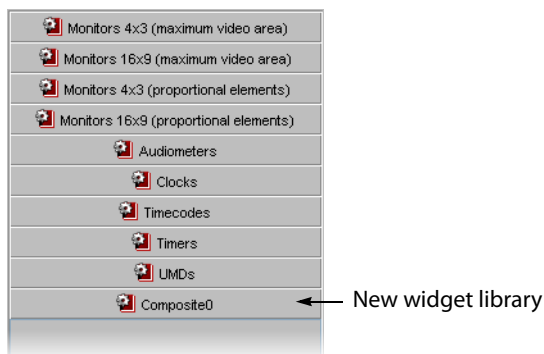 Monitors 4x3 (maximum video area)
Monitors 16x9 (maximum video area)
Monitors 4x3 (proportional elements)
Monitors 16x9 (proportional elements)
Audiometers
Clocks
Timecodes
Timers
UMDs
Composite0
New widget library